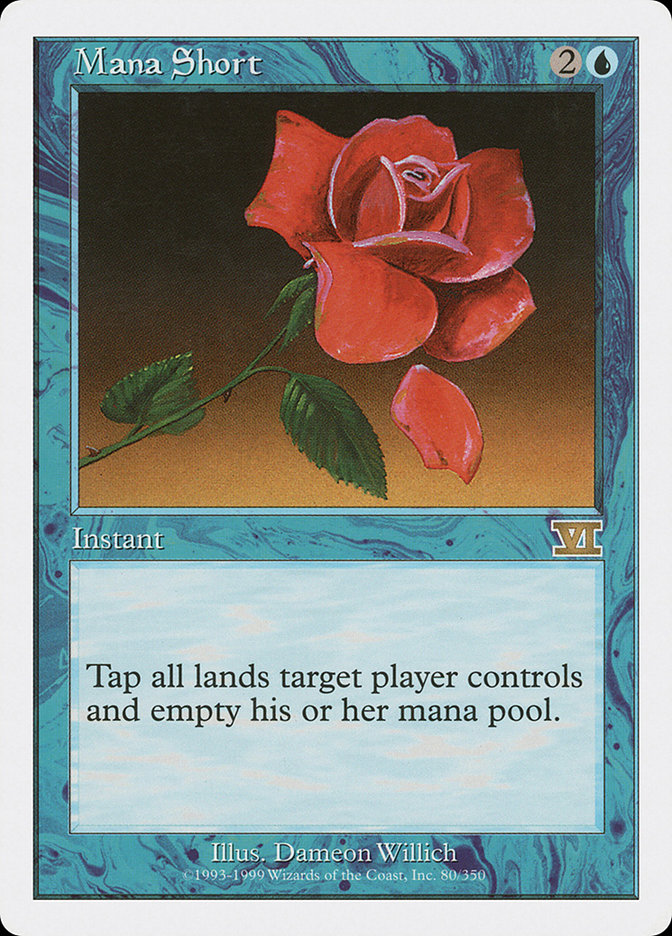 Mana Short 2
VI
Instant
Tap all lands target player controls
and empty his or her mana pool.
Illus. Dameon Willich
©1993-1999 Wizards of the Coast, Inc. 80/350